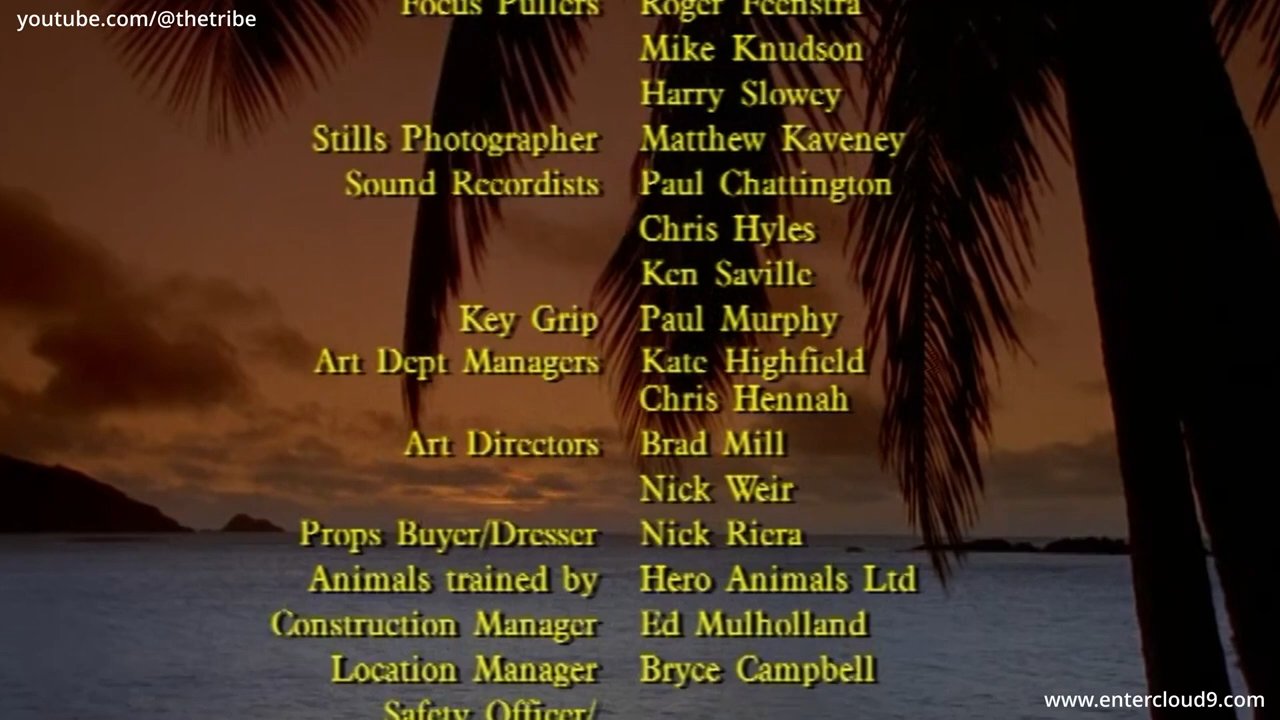 youtube.com/@thetribe
Focus Pullers Roger Feenstra
Mike Knudson
Harry Slowey
Stills Photographer Matthew Kaveney
Sound Recordists Paul Chattington
Chris Hyles
Ken Saville
Key Grip Paul Murphy
Art Dept Managers Kate Highfield
Chris Hennah
Art Directors Brad Mill
Nick Weir
Props Buyer/Dresser Nick Riera
Animals trained by Hero Animals Ltd
Construction Manager Ed Mulholland
Location Manager Bryce Campbell
Safety Officer/
www.entercloud9.com